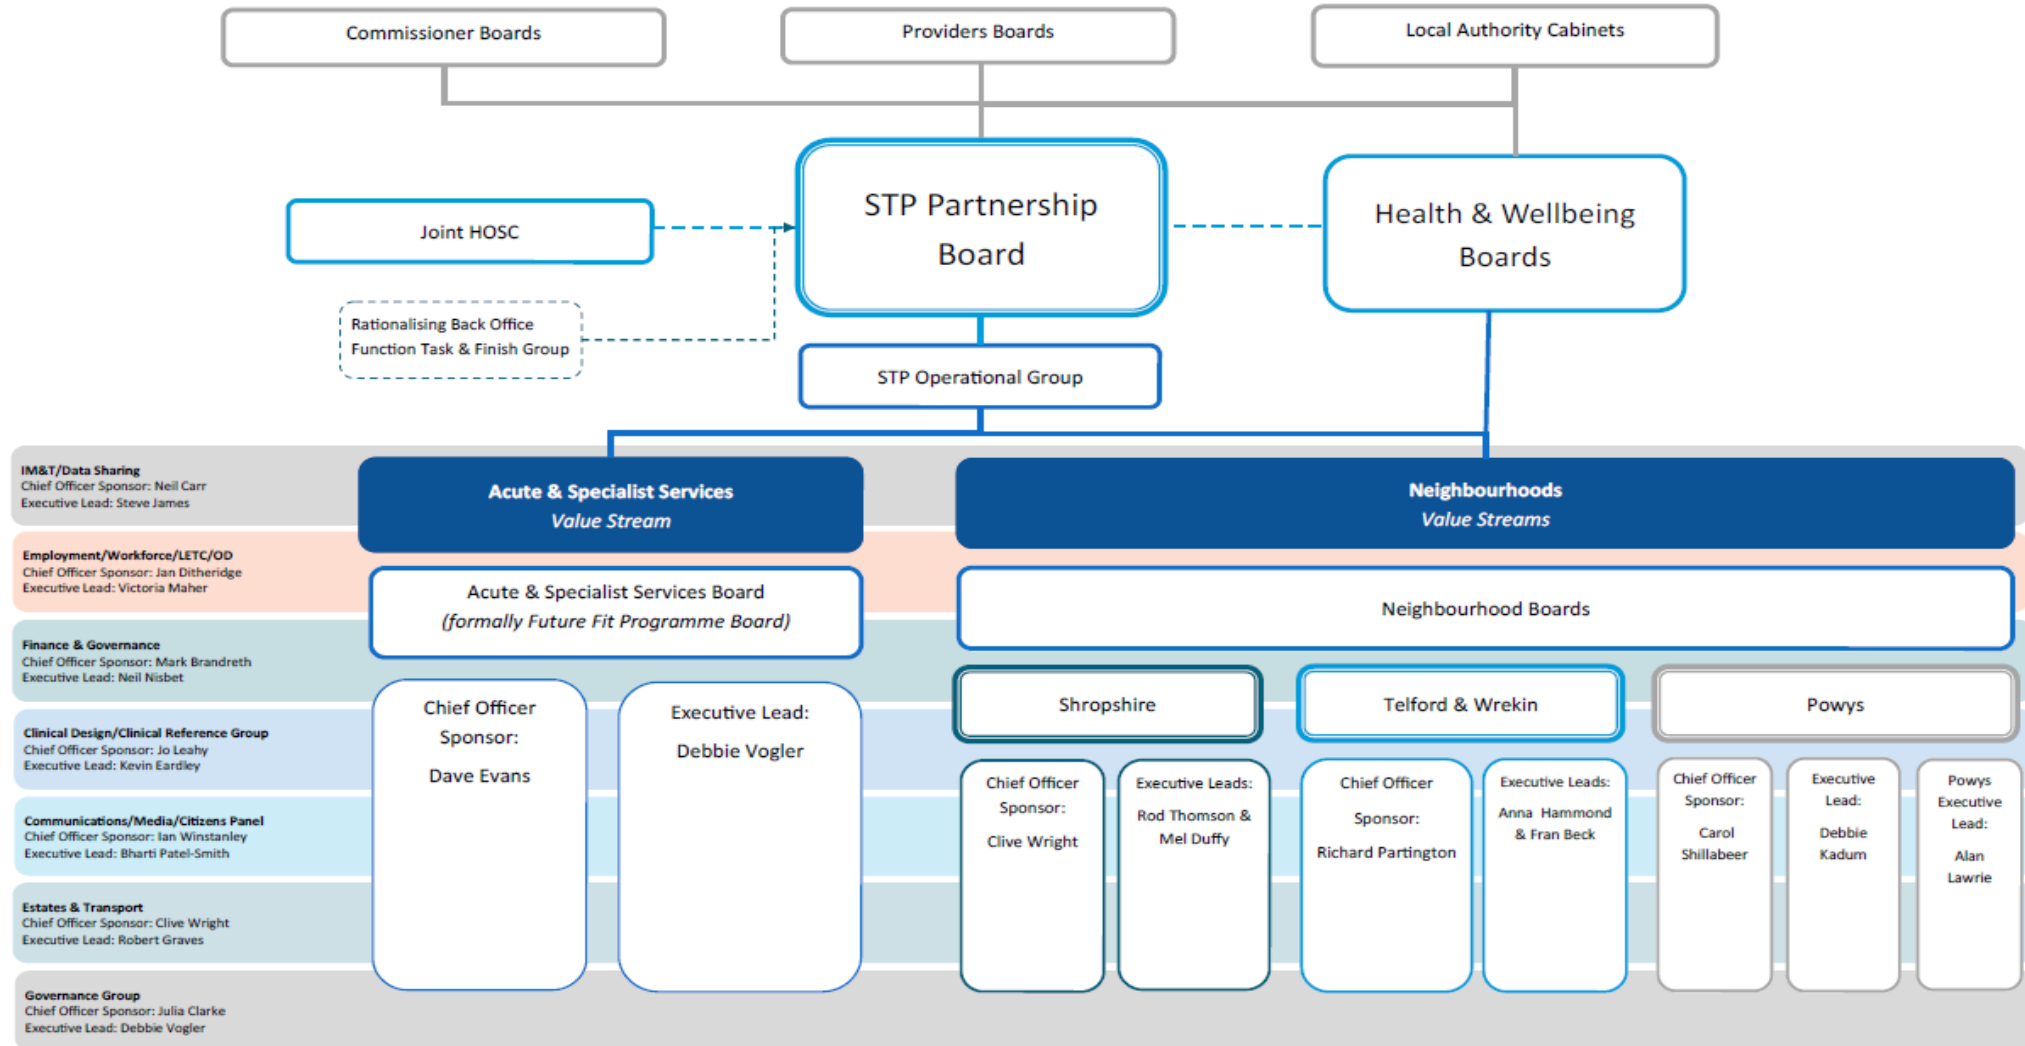 Commissioner Boards
Providers Boards
Local Authority Cabinets
STP Partnership
Board
Health & Wellbeing
Boards
Joint HOSC
Rationalising Back Office
Function Task & Finish Group
STP Operational Group
IM&T/Data Sharing
Chief Officer Sponsor: Neil Carr
Executive Lead: Steve James
Employment/Workforce/LETC/OD
Chief Officer Sponsor: Jan Ditheridge
Executive Lead: Victoria Maher
Finance & Governance
Chief Officer Sponsor: Mark Brandreth
Executive Lead: Neil Nisbet
Clinical Design/Clinical Reference Group
Chief Officer Sponsor: Jo Leahy
Executive Lead: Kevin Eardley
Communications/Media/Citizens Panel
Chief Officer Sponsor: Ian Winstanley
Executive Lead: Bharti Patel-Smith
Estates & Transport
Chief Officer Sponsor: Clive Wright
Executive Lead: Robert Graves
Governance Group
Chief Officer Sponsor: Julia Clarke
Executive Lead: Debbie Vogler
Acute & Specialist Services
Value Stream
Acute & Specialist Services Board
(formally Future Fit Programme Board)
Chief Officer
Sponsor:
Dave Evans
Executive Lead:
Debbie Vogler
Neighbourhoods
Value Streams
Neighbourhood Boards
Shropshire
Chief Officer
Sponsor:
Clive Wright
Executive Leads:
Rod Thomson &
Mel Duffy
Telford & Wrekin
Chief Officer
Sponsor:
Richard Partington
Executive Leads:
Anna Hammond
& Fran Beck
Powys
Chief Officer
Sponsor:
Carol
Shillabeer
Executive
Lead:
Debbie
Kadum
Powys
Executive
Lead:
Alan
Lawrie